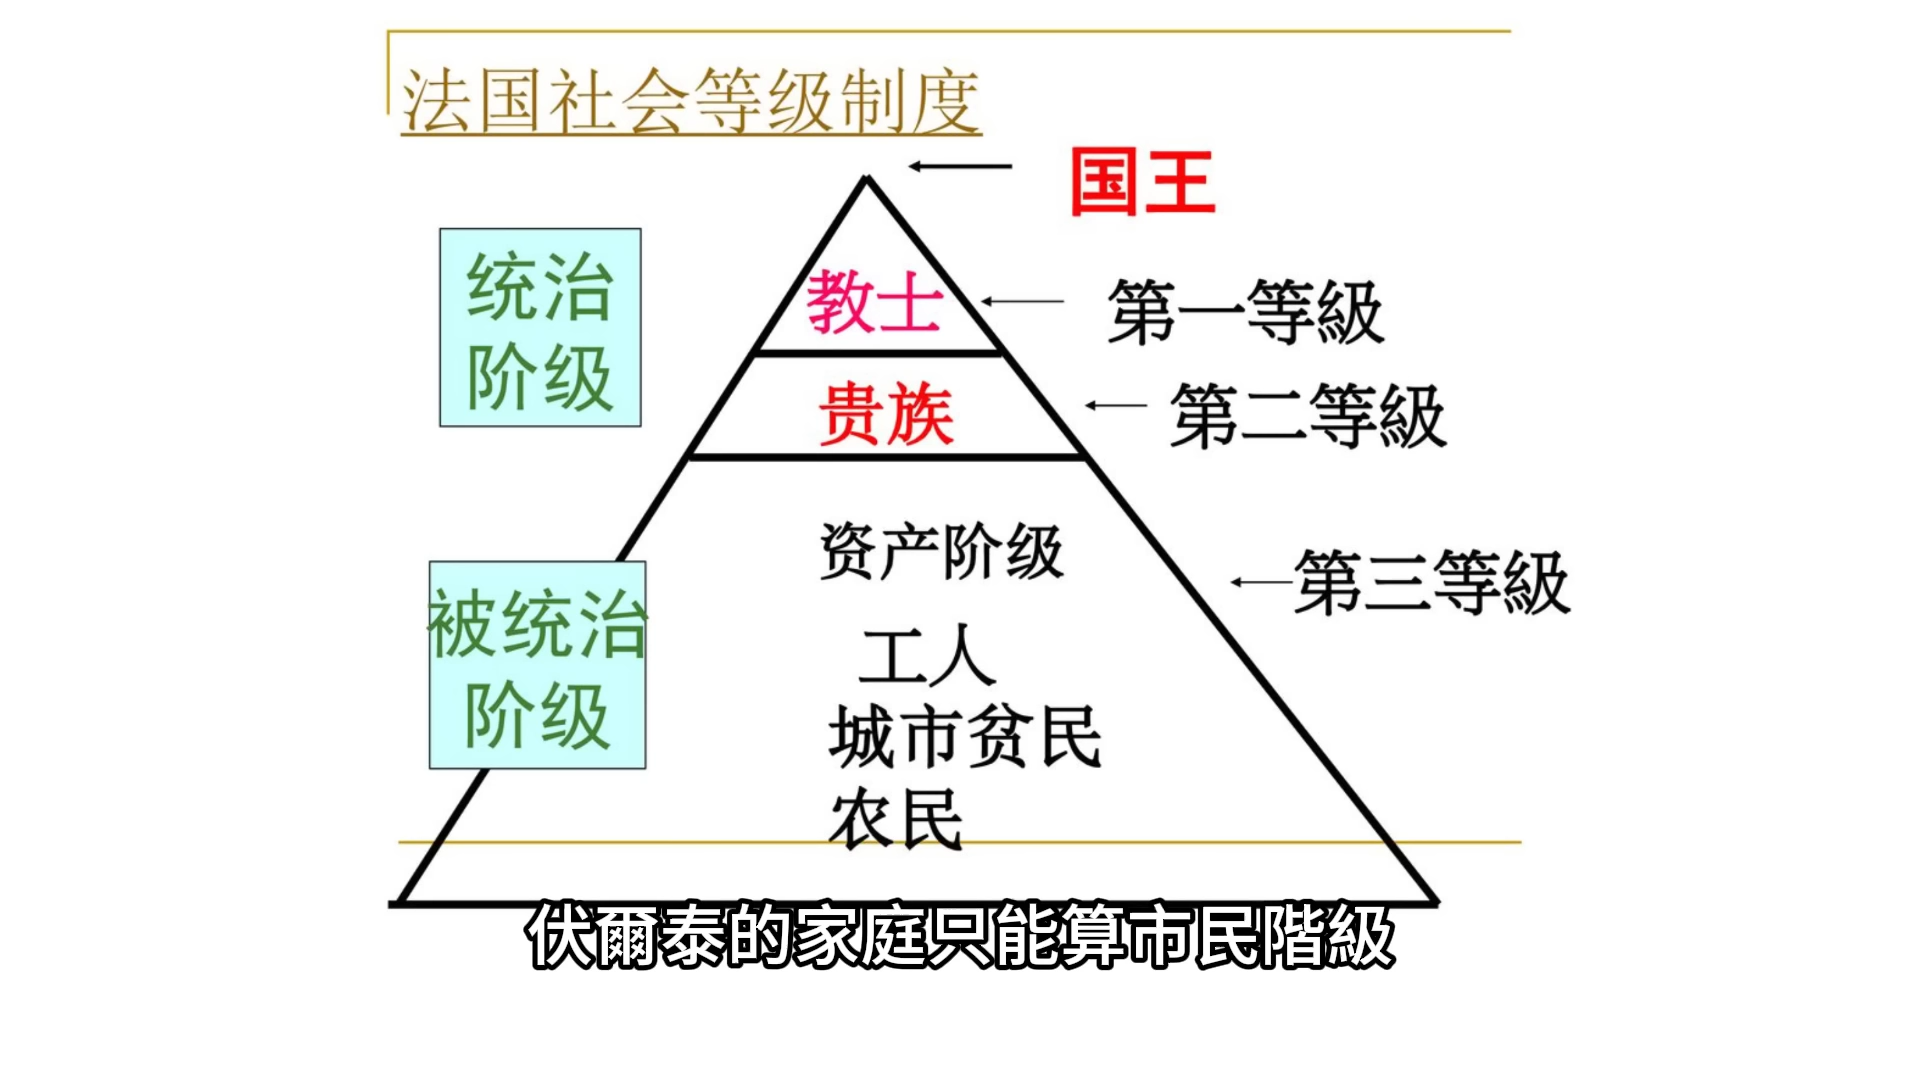 法国社会等级制度
国王
统治
阶级
教士
第一等級
贵族
第二等級
资产阶级
第三等級
被统治
阶级
工人
城市贫民
农民
伏爾泰的家庭只能算市民階級